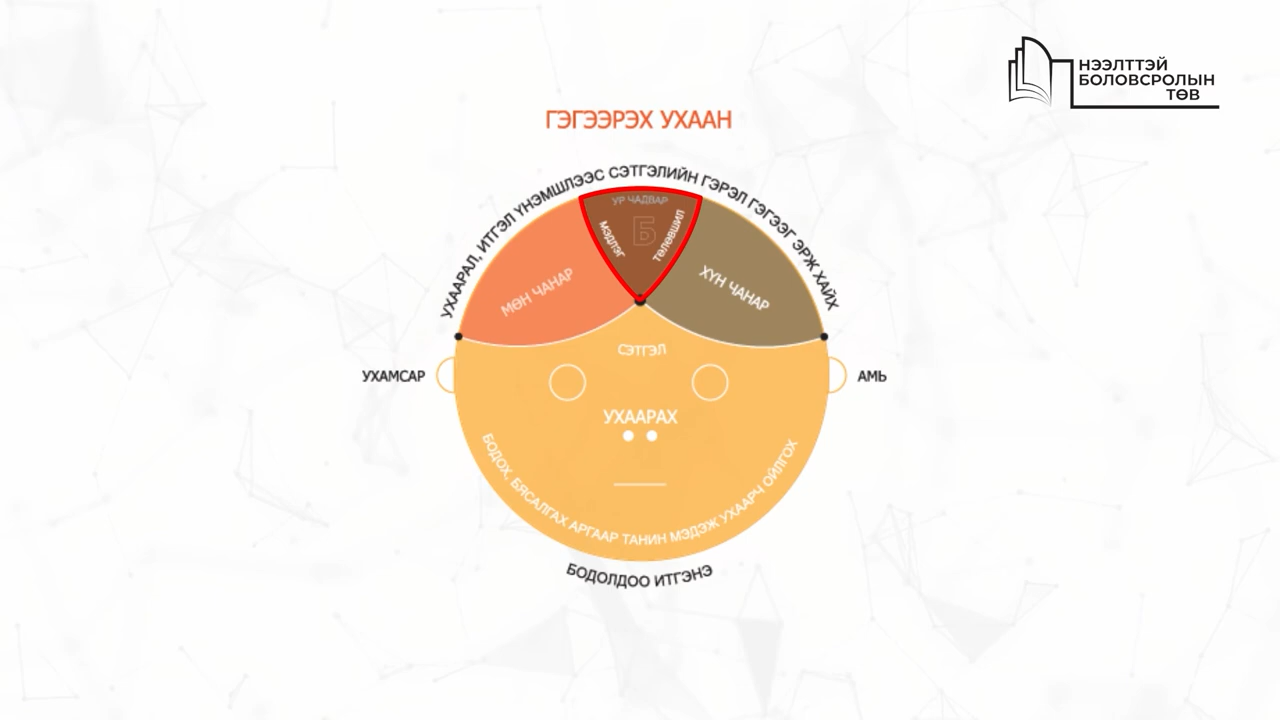 НЭЭЛТТЭЙ
БОЛОВСРОЛЫН
ТӨВ
ГЭГЭЭРЭХ УХААН
УХААРАЛ, ИТГЭЛ ҮНЭМШЛЭЭС СЭТГЭЛИЙН ГЭРЭЛ ГЭГЭЭГ ЭРЖ ХАЙХ
УР ЧАДВАР
Б
МЭДЛЭГ
ТӨЛӨВШИЛ
МӨН ЧАНАР
ХҮН ЧАНАР
СЭТГЭЛ
УХАМСАР
АМЬ
УХААРАХ
БОДОХ, БЯСАЛГАХ АРГААР ТАНИН МЭДЭЖ УХААРЧ ОЙЛГОХ
БОДОЛДОО ИТГЭНЭ